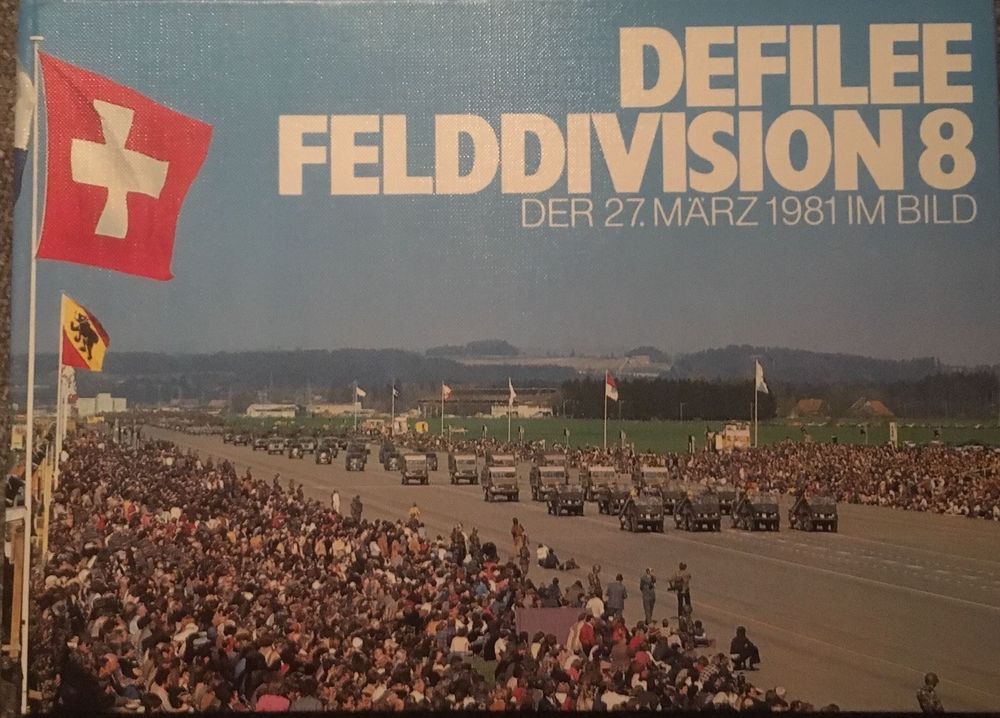 DEFILEE
FELDDIVISION 8
DER 27. MÄRZ 1981 IM BILD